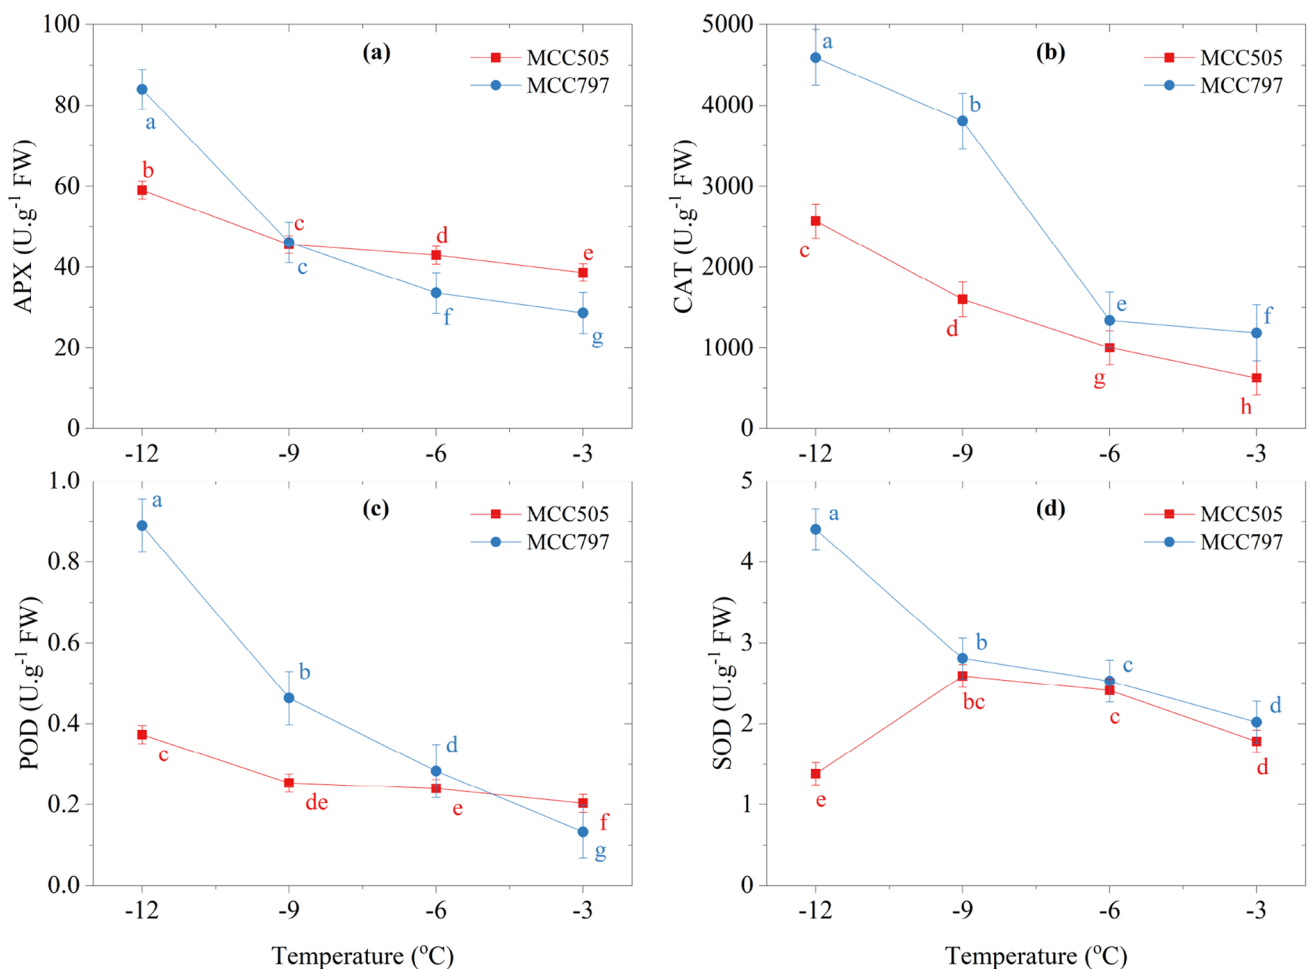 (a)
MCC505
MCC797
APX (U.g-1 FW)
100
80
60
40
20
0
a
b
c
c
d
f
e
g
-12
-9
-6
-3
(b)
MCC505
MCC797
CAT (U.g-1 FW)
5000
4000
3000
2000
1000
0
a
c
b
d
e
g
f
h
-12
-9
-6
-3
(c)
MCC505
MCC797
POD (U.g-1 FW)
1.0
0.8
0.6
0.4
0.2
0.0
a
c
b
de
d
e
f
g
-12
-9
-6
-3
Temperature (oC)
(d)
MCC505
MCC797
SOD (U.g-1 FW)
5
4
3
2
1
0
a
e
b
bc
c
c
d
d
-12
-9
-6
-3
Temperature (oC)